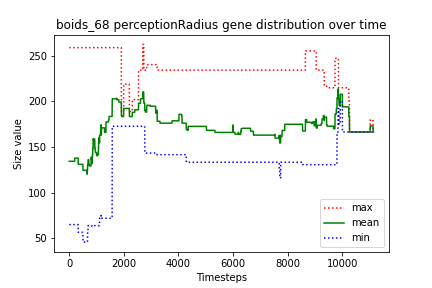 boids_68 perceptionRadius gene distribution over time
Size value
250
200
150
100
50
0
2000
4000
6000
8000
10000
Timesteps
max
mean
min